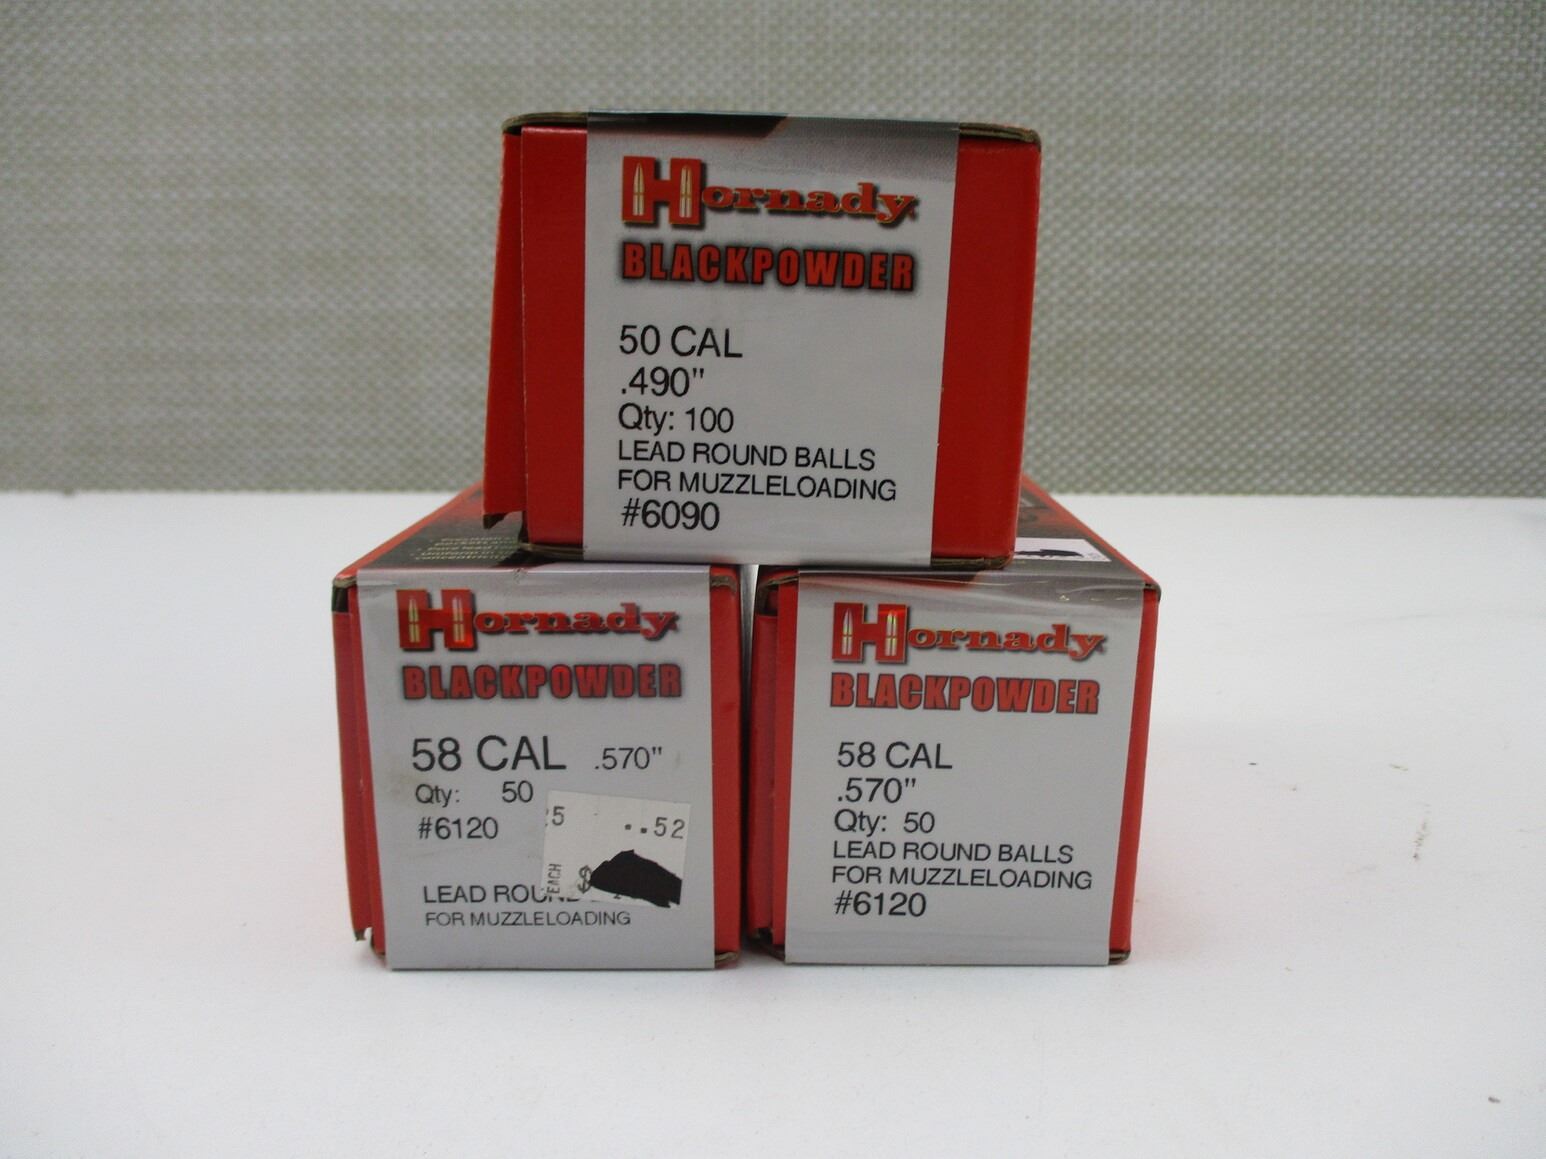 Hornady
BLACKPOWDER
50 CAL
.490"
Qty: 100
LEAD ROUND BALLS
FOR MUZZLELOADING
#6090
Hornady
BLACKPOWDER
58 CAL .570"
Qty: 50
#6120
5 ..52
EACH $
LEAD
FOR MUZZLELOADING
Hornady
BLACKPOWDER
58 CAL
.570"
Qty: 50
LEAD ROUND BALLS
FOR MUZZLELOADING
#6120